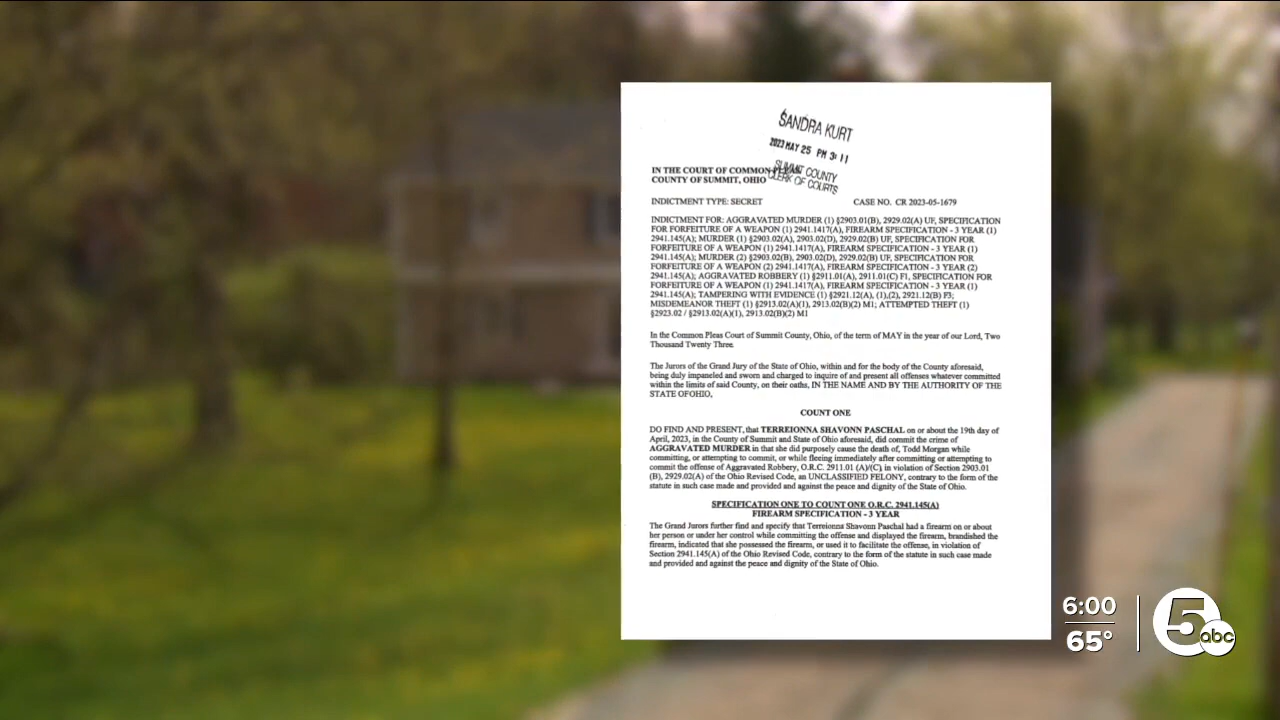 SANDRA KURT
2023 MAY 25 PM 3:11
SUMMIT COUNTY
CLERK OF COURTS
IN THE COURT OF COMMON PLEAS
COUNTY OF SUMMIT, OHIO
INDICTMENT TYPE: SECRET CASE NO. CR 2023-05-1679
INDICTMENT FOR: AGGRAVATED MURDER (1) §2903.01(B), 2929.02(A) UF, SPECIFICATION
FOR FORFEITURE OF A WEAPON (1) 2941.1417(A), FIREARM SPECIFICATION - 3 YEAR (1)
2941.145(A); MURDER (1) §2903.02(A), 2903.02(D), 2929.02(B) UF, SPECIFICATION FOR
FORFEITURE OF A WEAPON (1) 2941.1417(A), FIREARM SPECIFICATION - 3 YEAR (1)
2941.145(A); MURDER (2) §2903.02(B), 2903.02(D), 2929.02(B) UF, SPECIFICATION FOR
FORFEITURE OF A WEAPON (2) 2941.1417(A), FIREARM SPECIFICATION - 3 YEAR (2)
2941.145(A); AGGRAVATED ROBBERY (1) §2911.01(A), 2911.01(C) F1, SPECIFICATION FOR
FORFEITURE OF A WEAPON (1) 2941.1417(A), FIREARM SPECIFICATION - 3 YEAR (1)
2941.145(A); TAMPERING WITH EVIDENCE (1) §2921.12(A), (1),(2), 2921.12(B) F3;
MISDEMEANOR THEFT (1) §2913.02(A)(1), 2913.02(B)(2) M1; ATTEMPTED THEFT (1)
§2923.02 / §2913.02(A)(1), 2913.02(B)(2) M1
In the Common Pleas Court of Summit County, Ohio, of the term of MAY in the year of our Lord, Two
Thousand Twenty Three.
The Jurors of the Grand Jury of the State of Ohio, within and for the body of the County aforesaid,
being duly impaneled and sworn and charged to inquire of and present all offenses whatever committed
within the limits of said County, on their oaths, IN THE NAME AND BY THE AUTHORITY OF THE
STATE OFOHIO,
COUNT ONE
DO FIND AND PRESENT, that TERREIONNA SHAVONN PASCHAL on or about the 19th day of
April, 2023, in the County of Summit and State of Ohio aforesaid, did commit the crime of
AGGRAVATED MURDER in that she did purposely cause the death of, Todd Morgan while
committing, or attempting to commit, or while fleeing immediately after committing or attempting to
commit the offense of Aggravated Robbery, O.R.C. 2911.01 (A)/(C) in violation of Section 2903.01
(B), 2929.02(A) of the Ohio Revised Code, an UNCLASSIFIED FELONY, contrary to the form of the
statute in such case made and provided and against the peace and dignity of the State of Ohio.
SPECIFICATION ONE TO COUNT ONE O.R.C. 2941.145(A)
FIREARM SPECIFICATION - 3 YEAR
The Grand Jurors further find and specify that Terreionna Shavonn Paschal had a firearm on or about
her person or under her control while committing the offense and displayed the firearm, brandished the
firearm, indicated that she possessed the firearm, or used it to facilitate the offense, in violation of
Section 2941.145(A) of the Ohio Revised Code, contrary to the form of the statute in such case made
and provided and against the peace and dignity of the State of Ohio.
6:00
65°
5
abc